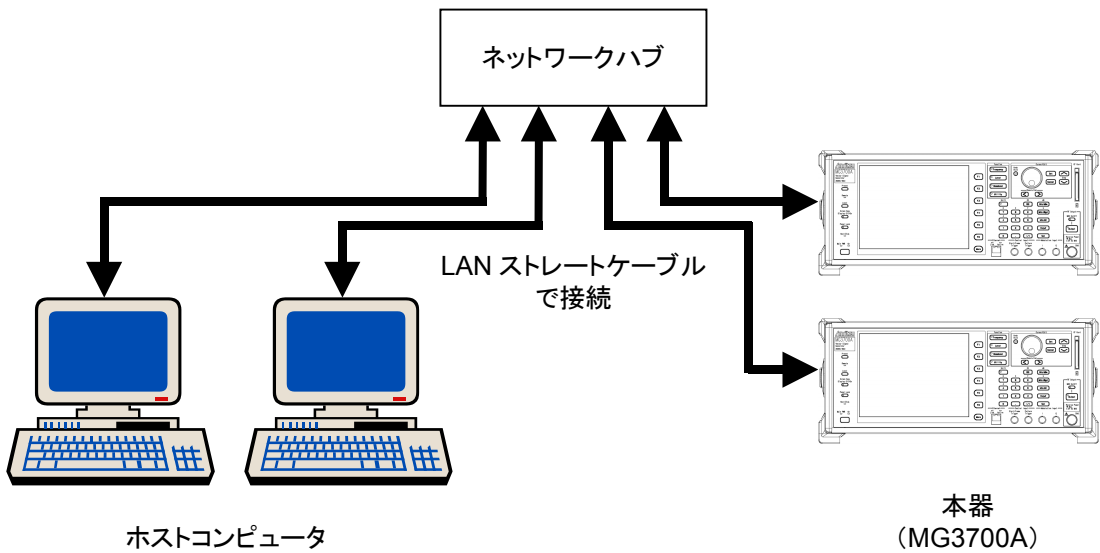 ネットワークハブ
LAN ストレートケーブル
で接続
ホストコンピュータ
本器
(MG3700A)